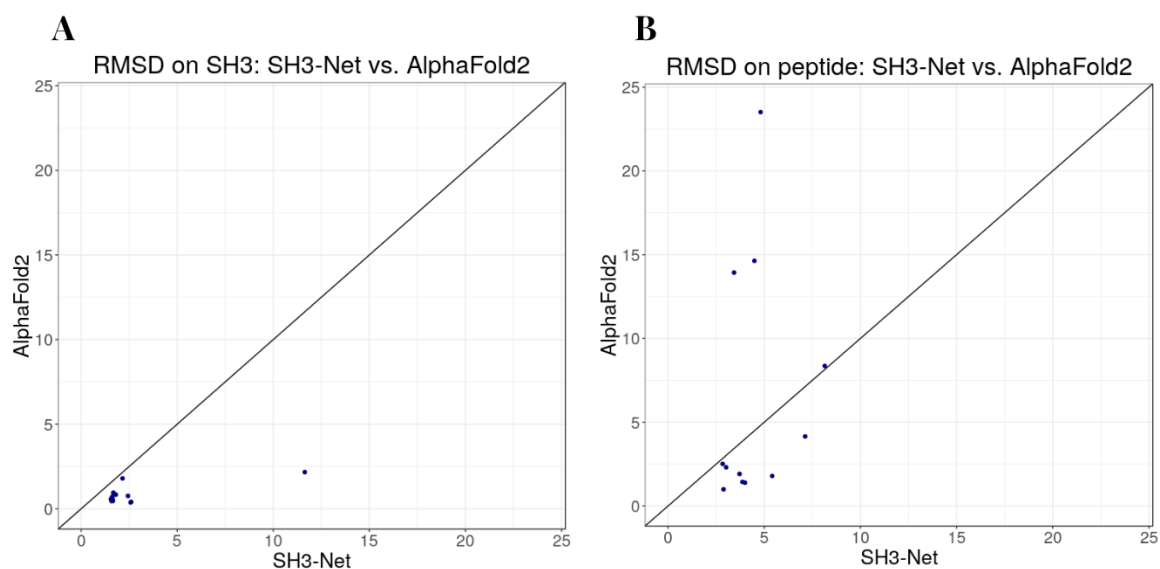 A
RMSD on SH3: SH3-Net vs. AlphaFold2
25
20
15
10
5
0
AlphaFold2
0 5 10 15 20 25
SH3-Net
B
RMSD on peptide: SH3-Net vs. AlphaFold2
25
20
15
10
5
0
AlphaFold2
0 5 10 15 20 25
SH3-Net